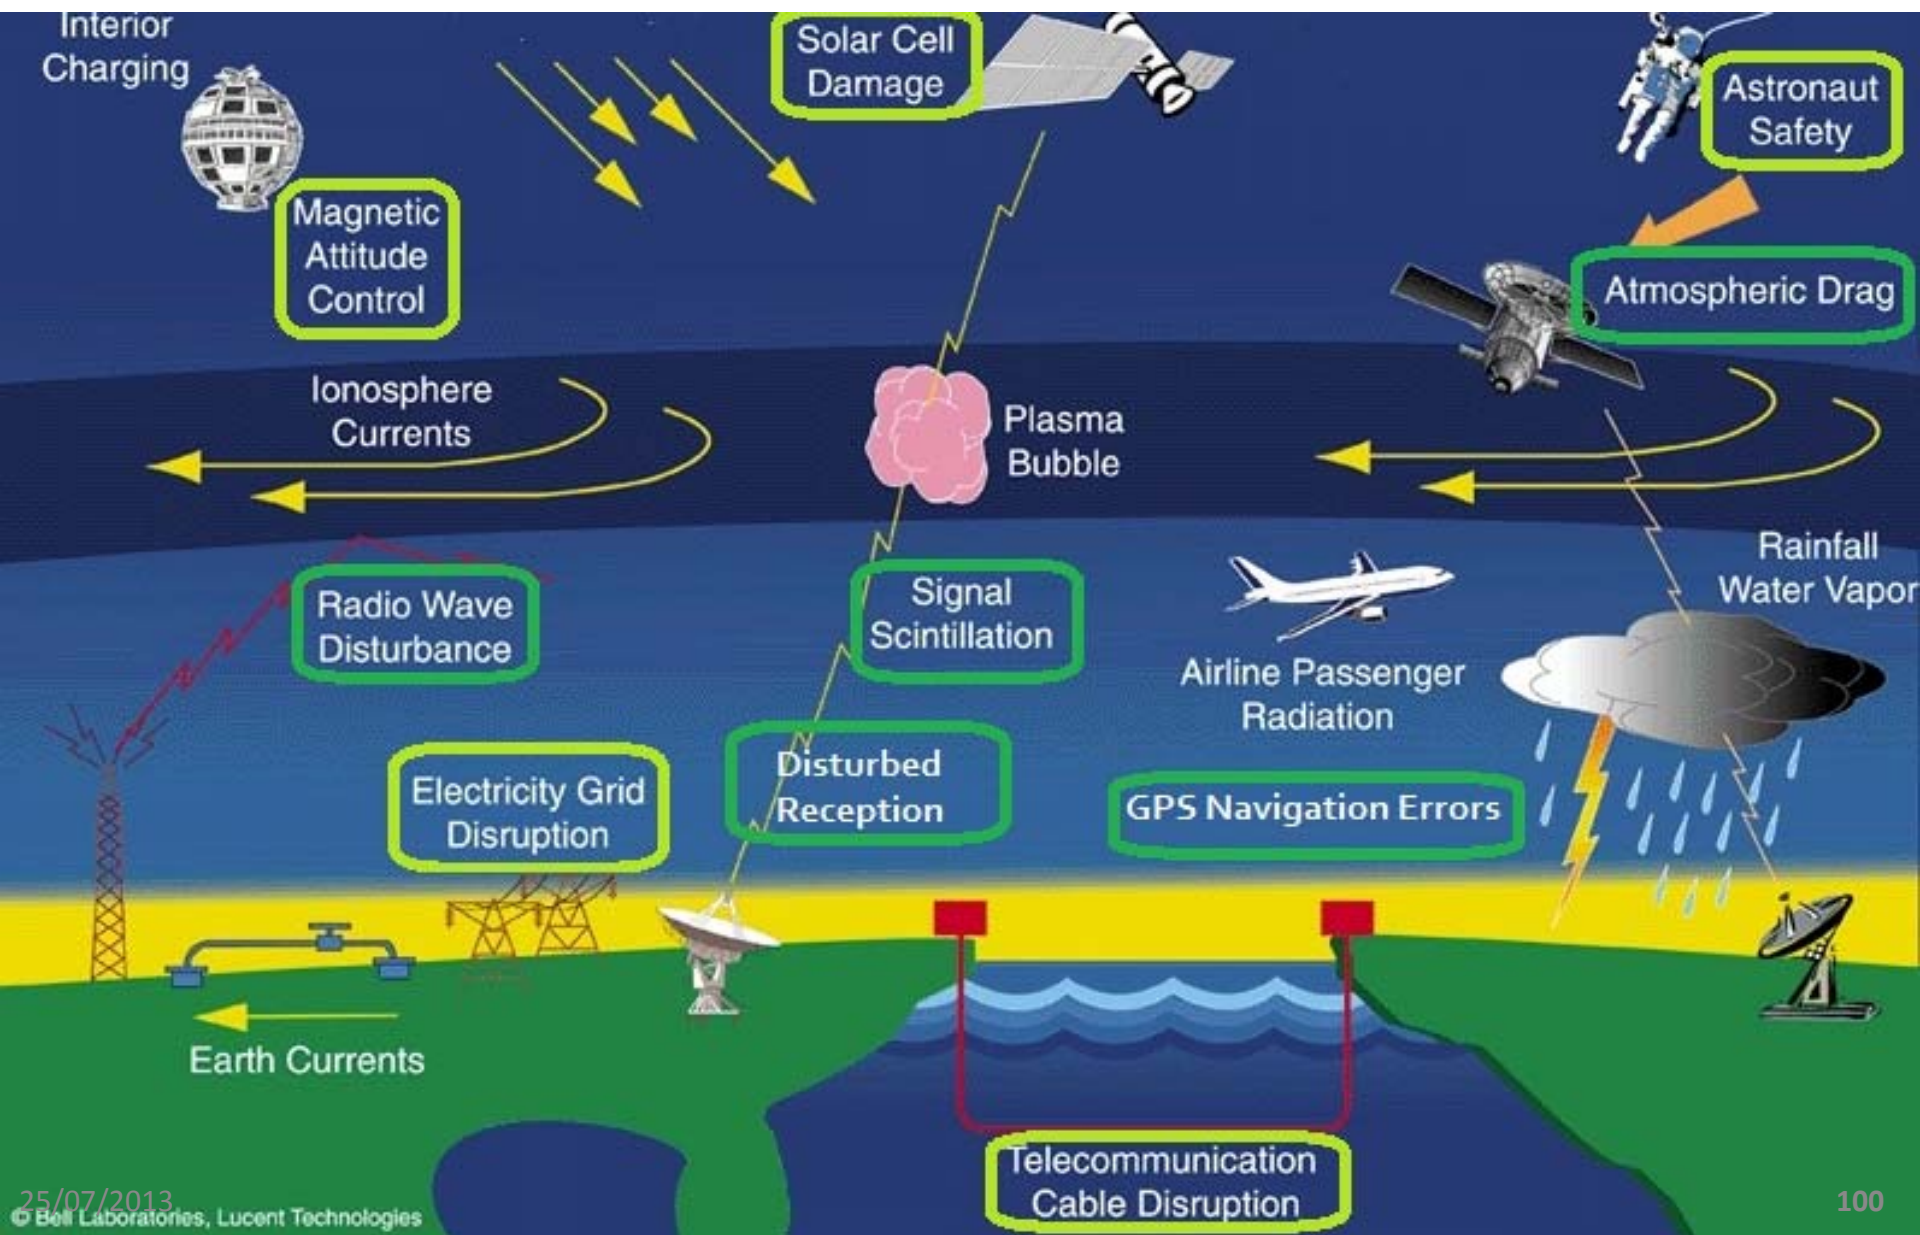 Interior
Charging
Solar Cell
Damage
Astronaut
Safety
Magnetic
Attitude
Control
Atmospheric Drag
Ionosphere
Currents
Plasma
Bubble
Rainfall
Water Vapor
Radio Wave
Disturbance
Signal
Scintillation
Airline Passenger
Radiation
Electricity Grid
Disruption
Disturbed
Reception
GPS Navigation Errors
Earth Currents
Telecommunication
Cable Disruption
25/07/2013
© Bell Laboratories, Lucent Technologies
100